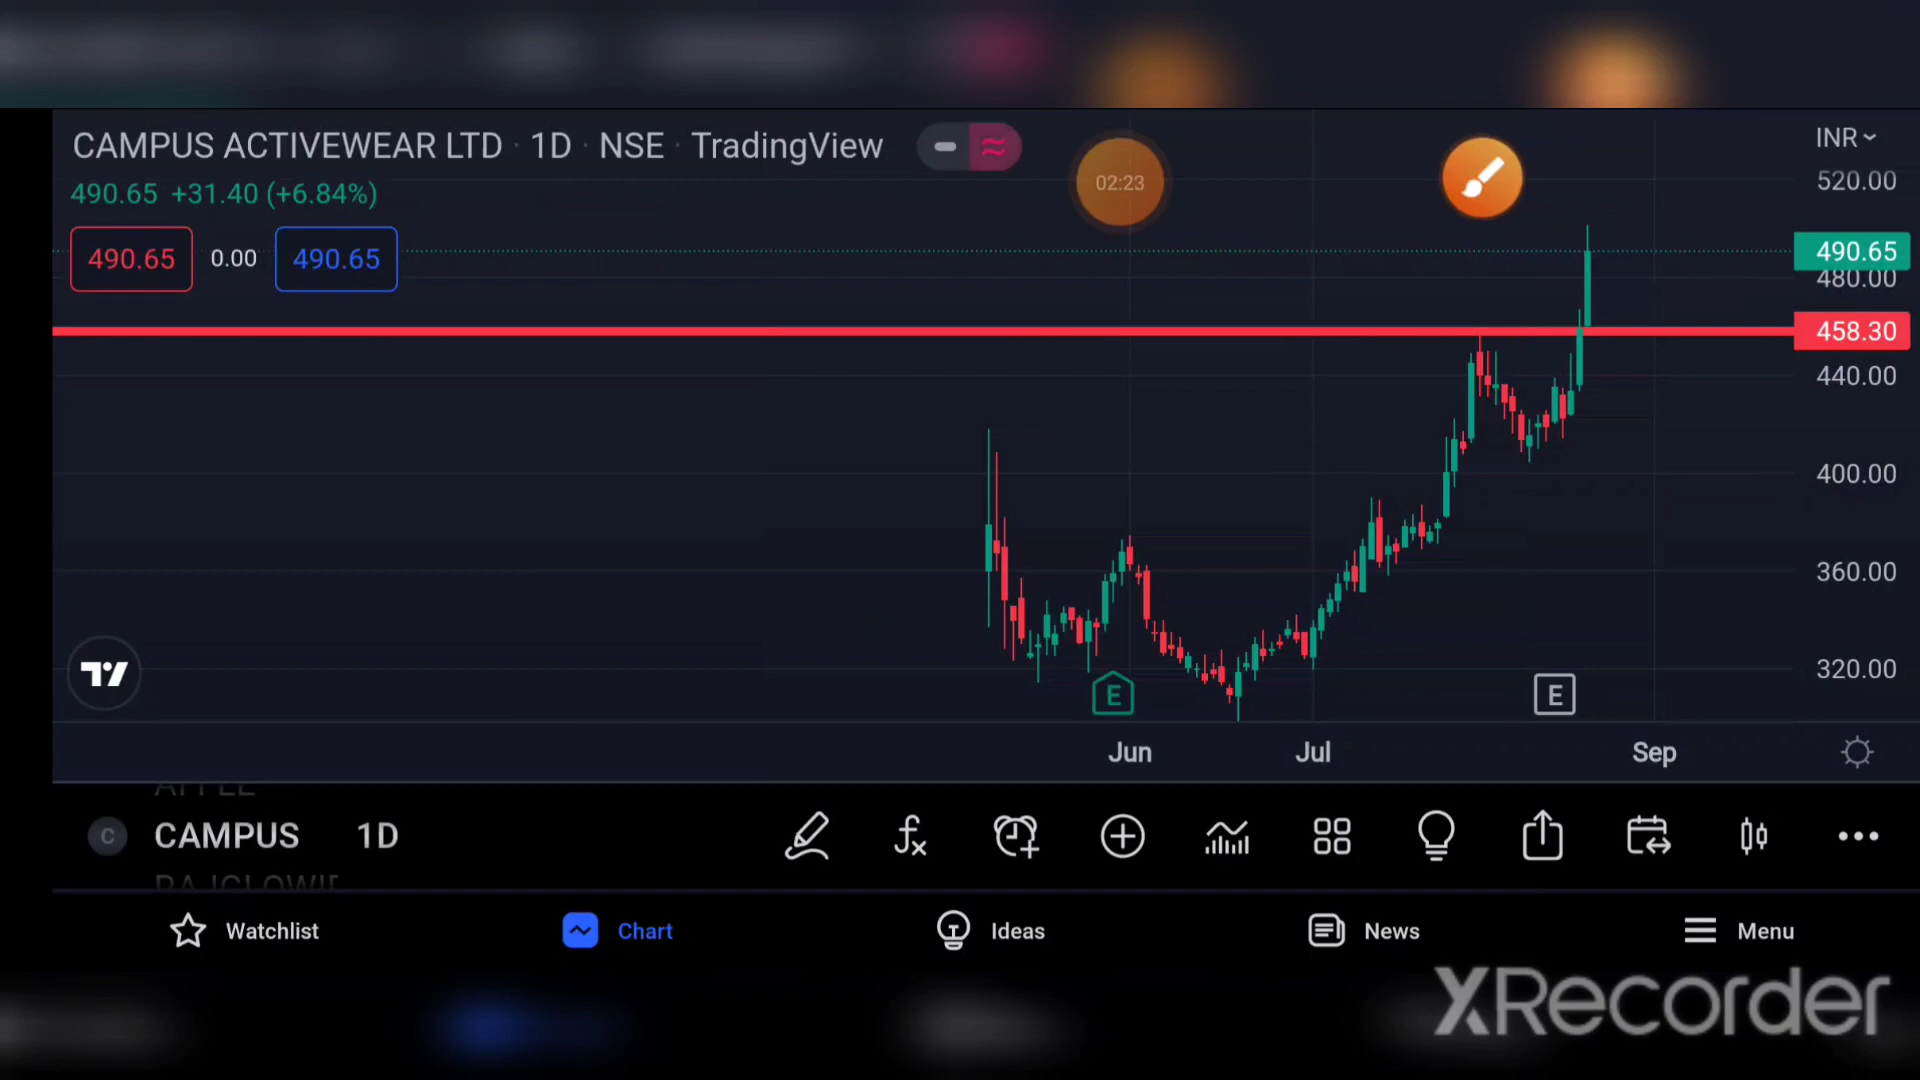 CAMPUS ACTIVEWEAR LTD · 1D · NSE · TradingView
INR
490.65 +31.40 (+6.84%)
490.65 0.00 490.65
02:23
520.00
490.65
480.00
458.30
440.00
400.00
360.00
320.00
E E
Jun Jul Sep
APPLE
C CAMPUS 1D
Watchlist Chart Ideas News Menu
XRecorder